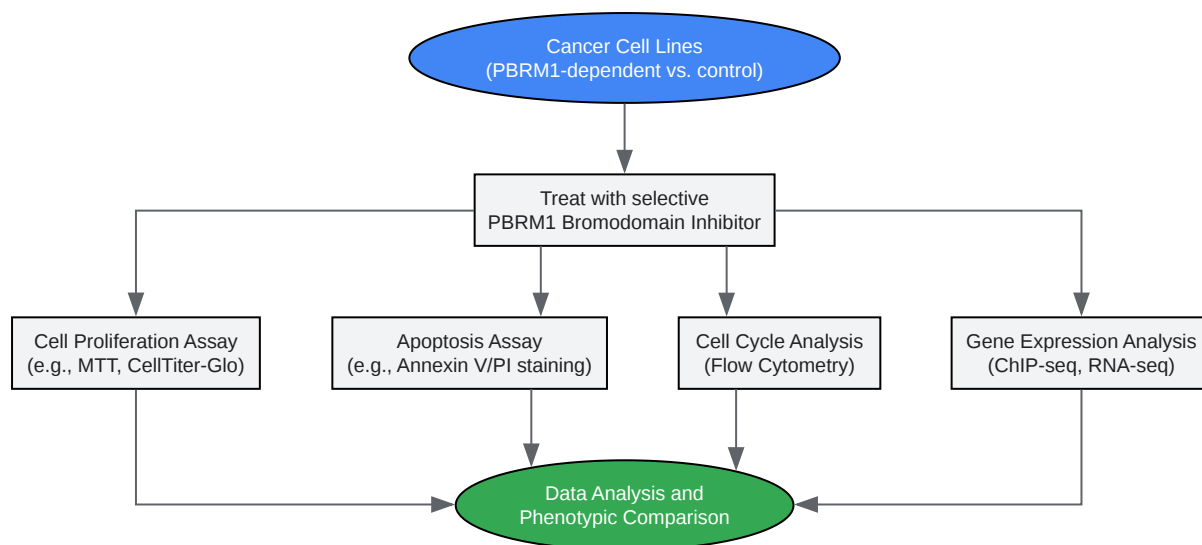 Cancer Cell Lines
(PBRM1-dependent vs. control)
Treat with selective
PBRM1 Bromodomain Inhibitor
Cell Proliferation Assay
(e.g., MTT, CellTiter-Glo)
Apoptosis Assay
(e.g., Annexin V/PI staining)
Cell Cycle Analysis
(Flow Cytometry)
Gene Expression Analysis
(ChIP-seq, RNA-seq)
Data Analysis and
Phenotypic Comparison